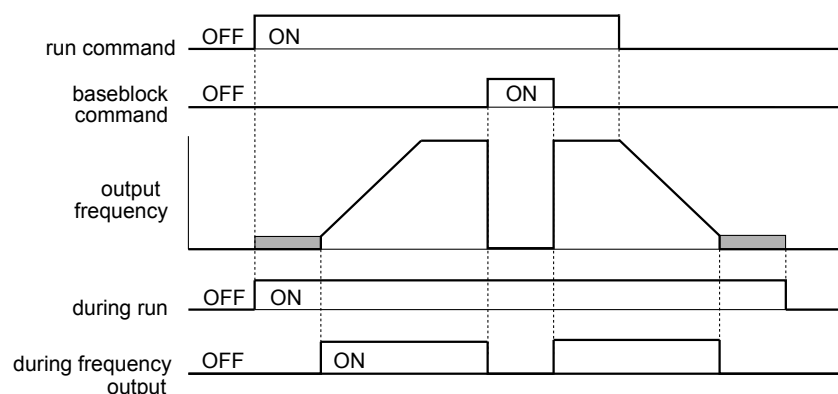 run command
OFF
ON
baseblock
command
OFF
ON
output
frequency
during run
OFF
ON
during frequency
output
OFF
ON